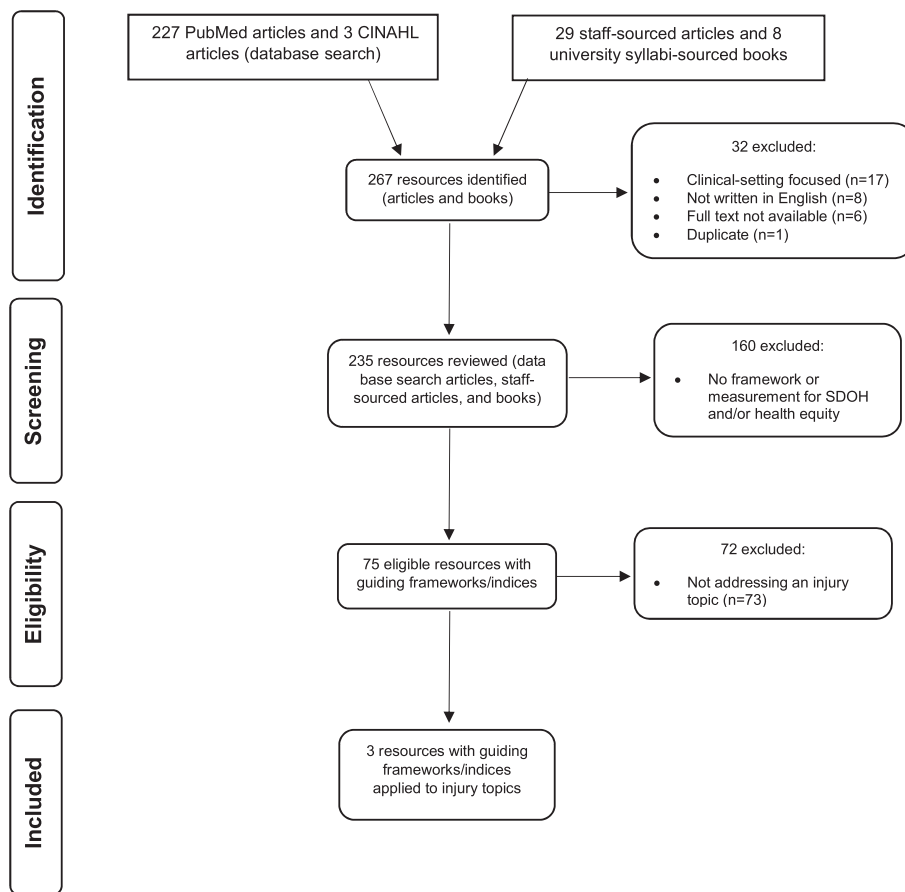 Identification
227 PubMed articles and 3 CINAHL
articles (database search)
29 staff-sourced articles and 8
university syllabi-sourced books
267 resources identified
(articles and books)
32 excluded:
• Clinical-setting focused (n=17)
• Not written in English (n=8)
• Full text not available (n=6)
• Duplicate (n=1)
Screening
235 resources reviewed (data
base search articles, staff-
sourced articles, and books)
160 excluded:
• No framework or
measurement for SDOH
and/or health equity
Eligibility
75 eligible resources with
guiding frameworks/indices
72 excluded:
• Not addressing an injury
topic (n=73)
Included
3 resources with guiding
frameworks/indices
applied to injury topics